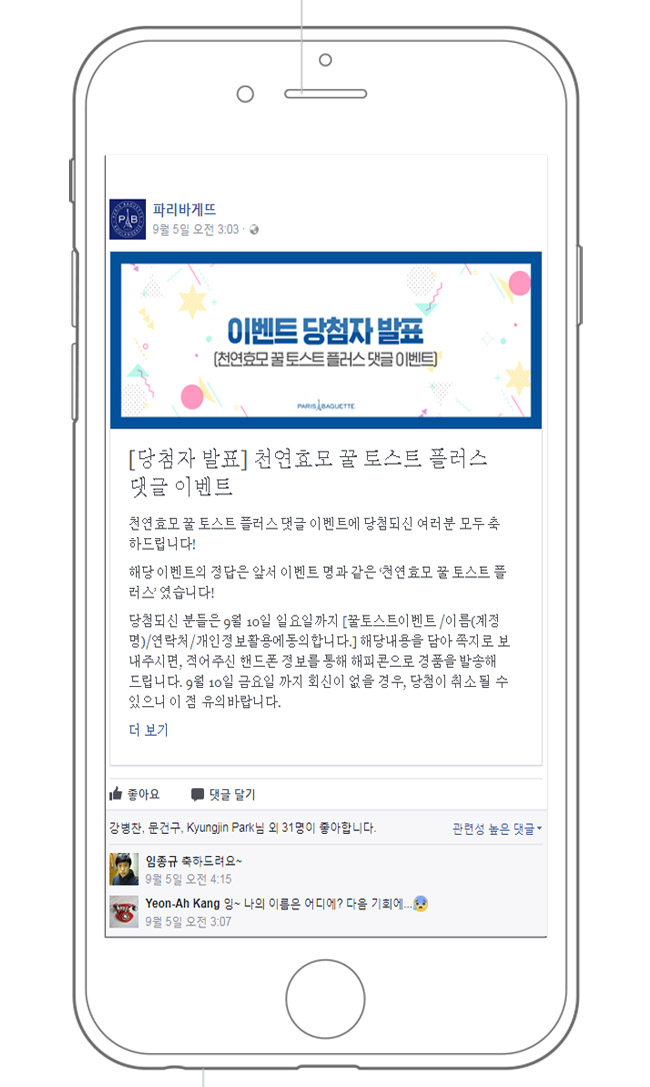 파리바게뜨
9월 5일 오전 3:03 ·
이벤트 당첨자 발표
(천연효모 꿀 토스트 플러스 댓글 이벤트)
PARIS BAGUETTE
[당첨자 발표] 천연효모 꿀 토스트 플러스
댓글 이벤트
천연효모 꿀 토스트 플러스 댓글 이벤트에 당첨되신 여러분 모두 축
하드립니다!
해당 이벤트의 정답은 앞서 이벤트 명과 같은 ‘천연효모 꿀 토스트 플
러스’ 였습니다!
당첨되신 분들은 9월 10일 일요일까지 [꿀토스트이벤트 /이름(계정
명)/연락처/개인정보활용에동의합니다.] 해당내용을 담아 쪽지로 보
내주시면, 적어주신 핸드폰 정보를 통해 해피콘으로 경품을 발송해
드립니다. 9월 10일 금요일 까지 회신이 없을 경우, 당첨이 취소 될 수
있으니 이 점 유의바랍니다.
더 보기
좋아요 댓글 달기
강병찬, 문건구, Kyungjin Park님 외 31명이 좋아합니다. 관련성 높은 댓글
임종규 축하드려요~
9월 5일 오전 4:15
Yeon-Ah Kang 잉~ 나의 이름은 어디에? 다음 기회에...😰
9월 5일 오전 3:07